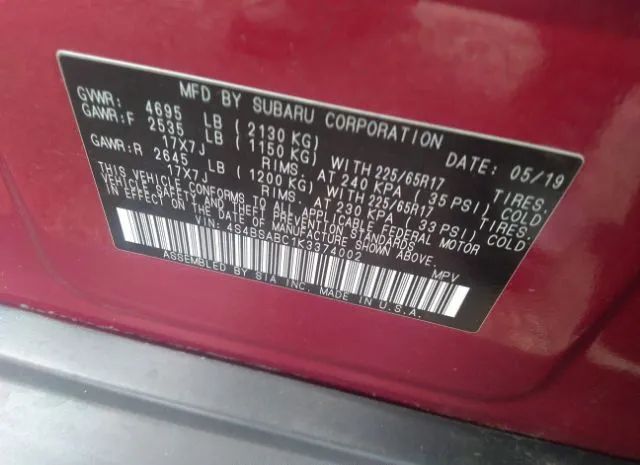 MFD BY SUBARU CORPORATION DATE: 05/19
GVWR: 4695 LB (2130 KG)
GAWR:F 2535 LB (1150 KG) WITH 225/65R17 TIRES,
17X7J RIMS, AT 240 KPA (35 PSI) COLD
GAWR:R 2645 LB (1200 KG) WITH 225/65R17 TIRES,
17X7J RIMS, AT 230 KPA (33 PSI) COLD
THIS VEHICLE CONFORMS TO ALL APPLICABLE FEDERAL MOTOR
VEHICLE SAFETY, BUMPER, AND THEFT PREVENTION STANDARDS
IN EFFECT ON THE DATE OF MANUFACTURE SHOWN ABOVE.
VIN: 4S4BSABC1K3374002 MPV
ASSEMBLED BY SIA INC. MADE IN U.S.A.